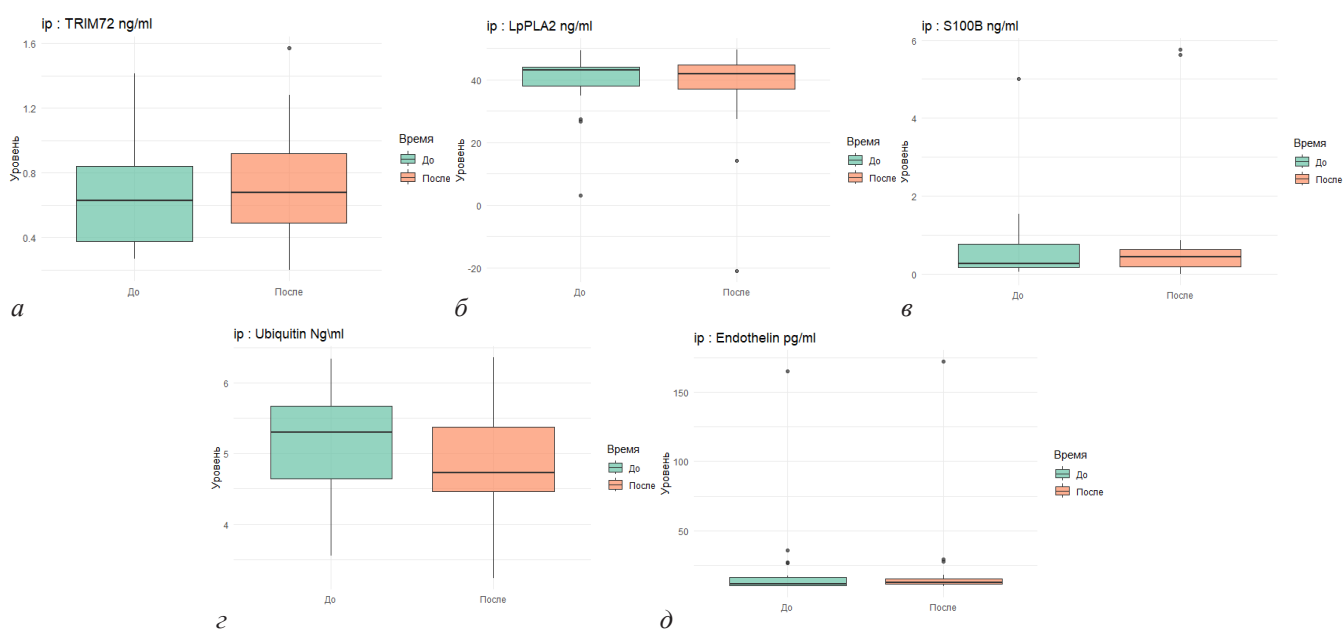 ip : TRIM72 ng/ml
1.6
1.2
0.8
0.4
Уровень
До
После
Время
До
После
а
ip : LpPLA2 ng/ml
40
20
0
-20
Уровень
До
После
Время
До
После
б
ip : S100B ng/ml
6
4
2
0
Уровень
До
После
Время
До
После
в
ip : Ubiquitin Ng\ml
6
5
4
Уровень
До
После
Время
До
После
г
ip : Endothelin pg/ml
150
100
50
Уровень
До
После
Время
До
После
д